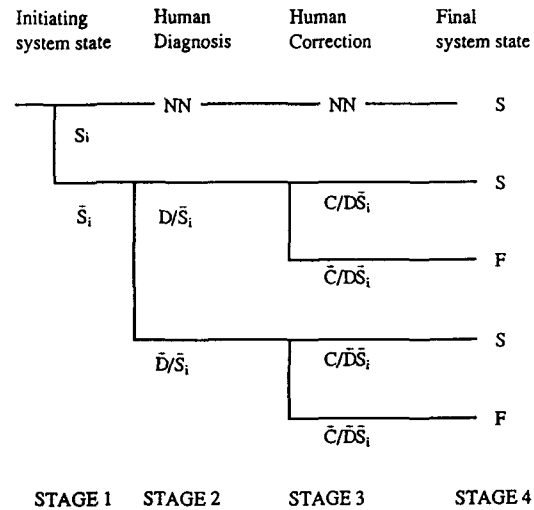 Initiating system state
Human Diagnosis
Human Correction
Final system state
NN
NN
S
Si
S̄i
D/S̄i
C/DS̄i
S
C̄/DS̄i
F
D̄/S̄i
C/D̄S̄i
S
C̄/D̄S̄i
F
STAGE 1
STAGE 2
STAGE 3
STAGE 4